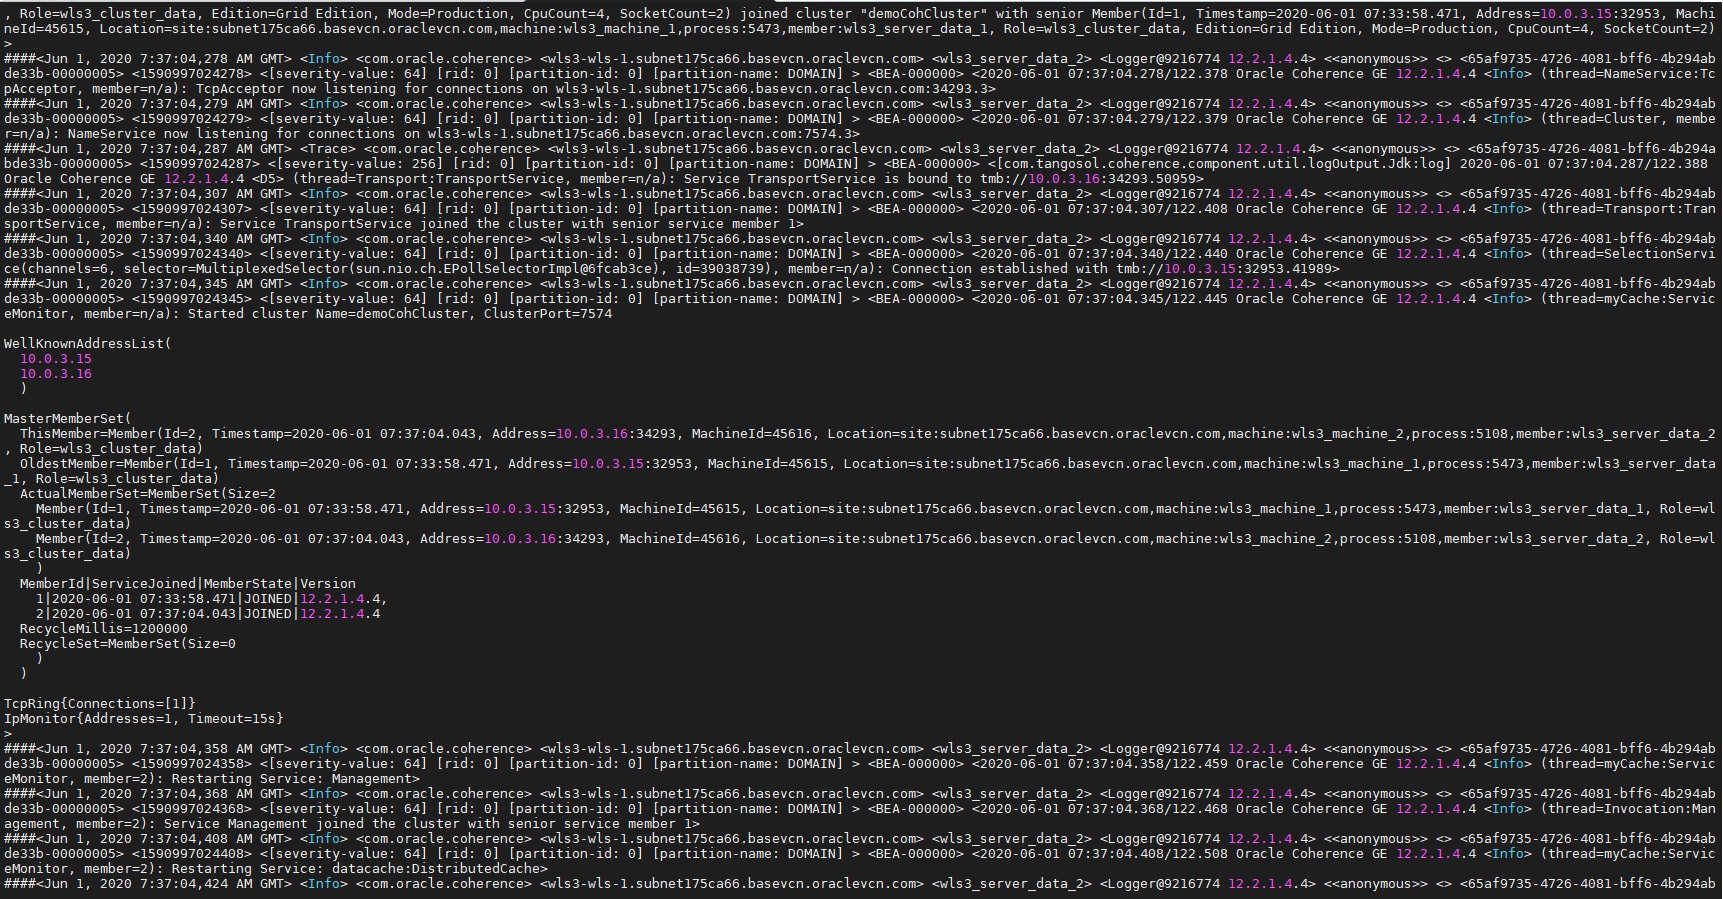 , Role=wls3_cluster_data, Edition=Grid Edition, Mode=Production, CpuCount=4, SocketCount=2) joined cluster "demoCohCluster" with senior Member(Id=1, Timestamp=2020-06-01 07:33:58.471, Address=10.0.3.15:32953, Machi
neId=45615, Location=site:subnet175ca66.basevcn.oraclevcn.com,machine:wls3_machine_1,process:5473,member:wls3_server_data_1, Role=wls3_cluster_data, Edition=Grid Edition, Mode=Production, CpuCount=4, SocketCount=2)
>
####<Jun 1, 2020 7:37:04,278 AM GMT> <Info> <com.oracle.coherence> <wls3-wls-1.subnet175ca66.basevcn.oraclevcn.com> <wls3_server_data_2> <Logger@9216774 12.2.1.4.4> <<anonymous>> <> <65af9735-4726-4081-bff6-4b294ab
de33b-00000005> <1590997024278> <[severity-value: 64] [rid: 0] [partition-id: 0] [partition-name: DOMAIN] > <BEA-000000> <2020-06-01 07:37:04.278/122.378 Oracle Coherence GE 12.2.1.4.4 <Info> (thread=NameService:Tc
pAcceptor, member=n/a): TcpAcceptor now listening for connections on wls3-wls-1.subnet175ca66.basevcn.oraclevcn.com:34293.3>
####<Jun 1, 2020 7:37:04,279 AM GMT> <Info> <com.oracle.coherence> <wls3-wls-1.subnet175ca66.basevcn.oraclevcn.com> <wls3_server_data_2> <Logger@9216774 12.2.1.4.4> <<anonymous>> <> <65af9735-4726-4081-bff6-4b294ab
de33b-00000005> <1590997024279> <[severity-value: 64] [rid: 0] [partition-id: 0] [partition-name: DOMAIN] > <BEA-000000> <2020-06-01 07:37:04.279/122.379 Oracle Coherence GE 12.2.1.4.4 <Info> (thread=Cluster, membe
r=n/a): NameService now listening for connections on wls3-wls-1.subnet175ca66.basevcn.oraclevcn.com:7574.3>
####<Jun 1, 2020 7:37:04,287 AM GMT> <Trace> <com.oracle.coherence> <wls3-wls-1.subnet175ca66.basevcn.oraclevcn.com> <wls3_server_data_2> <Logger@9216774 12.2.1.4.4> <<anonymous>> <> <65af9735-4726-4081-bff6-4b294a
bde33b-00000005> <1590997024287> <[severity-value: 256] [rid: 0] [partition-id: 0] [partition-name: DOMAIN] > <BEA-000000> <[com.tangosol.coherence.component.util.logOutput.Jdk:log] 2020-06-01 07:37:04.287/122.388
Oracle Coherence GE 12.2.1.4.4 <D5> (thread=Transport:TransportService, member=n/a): Service TransportService is bound to tmb://10.0.3.16:34293.50959>
####<Jun 1, 2020 7:37:04,307 AM GMT> <Info> <com.oracle.coherence> <wls3-wls-1.subnet175ca66.basevcn.oraclevcn.com> <wls3_server_data_2> <Logger@9216774 12.2.1.4.4> <<anonymous>> <> <65af9735-4726-4081-bff6-4b294ab
de33b-00000005> <1590997024307> <[severity-value: 64] [rid: 0] [partition-id: 0] [partition-name: DOMAIN] > <BEA-000000> <2020-06-01 07:37:04.307/122.408 Oracle Coherence GE 12.2.1.4.4 <Info> (thread=Transport:Tran
sportService, member=n/a): Service TransportService joined the cluster with senior service member 1>
####<Jun 1, 2020 7:37:04,340 AM GMT> <Info> <com.oracle.coherence> <wls3-wls-1.subnet175ca66.basevcn.oraclevcn.com> <wls3_server_data_2> <Logger@9216774 12.2.1.4.4> <<anonymous>> <> <65af9735-4726-4081-bff6-4b294ab
de33b-00000005> <1590997024340> <[severity-value: 64] [rid: 0] [partition-id: 0] [partition-name: DOMAIN] > <BEA-000000> <2020-06-01 07:37:04.340/122.440 Oracle Coherence GE 12.2.1.4.4 <Info> (thread=SelectionServi
ce(channels=6, selector=MultiplexedSelector(sun.nio.ch.EPollSelectorImpl@6fcab3ce), id=39038739), member=n/a): Connection established with tmb://10.0.3.15:32953.41989>
####<Jun 1, 2020 7:37:04,345 AM GMT> <Info> <com.oracle.coherence> <wls3-wls-1.subnet175ca66.basevcn.oraclevcn.com> <wls3_server_data_2> <Logger@9216774 12.2.1.4.4> <<anonymous>> <> <65af9735-4726-4081-bff6-4b294ab
de33b-00000005> <1590997024345> <[severity-value: 64] [rid: 0] [partition-id: 0] [partition-name: DOMAIN] > <BEA-000000> <2020-06-01 07:37:04.345/122.445 Oracle Coherence GE 12.2.1.4.4 <Info> (thread=myCache:Servic
eMonitor, member=n/a): Started cluster Name=demoCohCluster, ClusterPort=7574

WellKnownAddressList(
  10.0.3.15
  10.0.3.16
  )

MasterMemberSet(
  ThisMember=Member(Id=2, Timestamp=2020-06-01 07:37:04.043, Address=10.0.3.16:34293, MachineId=45616, Location=site:subnet175ca66.basevcn.oraclevcn.com,machine:wls3_machine_2,process:5108,member:wls3_server_data_2
, Role=wls3_cluster_data)
  OldestMember=Member(Id=1, Timestamp=2020-06-01 07:33:58.471, Address=10.0.3.15:32953, MachineId=45615, Location=site:subnet175ca66.basevcn.oraclevcn.com,machine:wls3_machine_1,process:5473,member:wls3_server_data
_1, Role=wls3_cluster_data)
  ActualMemberSet=MemberSet(Size=2
    Member(Id=1, Timestamp=2020-06-01 07:33:58.471, Address=10.0.3.15:32953, MachineId=45615, Location=site:subnet175ca66.basevcn.oraclevcn.com,machine:wls3_machine_1,process:5473,member:wls3_server_data_1, Role=wl
s3_cluster_data)
    Member(Id=2, Timestamp=2020-06-01 07:37:04.043, Address=10.0.3.16:34293, MachineId=45616, Location=site:subnet175ca66.basevcn.oraclevcn.com,machine:wls3_machine_2,process:5108,member:wls3_server_data_2, Role=wl
s3_cluster_data)
    )
  MemberId|ServiceJoined|MemberState|Version
    1|2020-06-01 07:33:58.471|JOINED|12.2.1.4.4,
    2|2020-06-01 07:37:04.043|JOINED|12.2.1.4.4
  RecycleMillis=1200000
  RecycleSet=MemberSet(Size=0
    )
  )

TcpRing{Connections=[1]}
IpMonitor{Addresses=1, Timeout=15s}
>
####<Jun 1, 2020 7:37:04,358 AM GMT> <Info> <com.oracle.coherence> <wls3-wls-1.subnet175ca66.basevcn.oraclevcn.com> <wls3_server_data_2> <Logger@9216774 12.2.1.4.4> <<anonymous>> <> <65af9735-4726-4081-bff6-4b294ab
de33b-00000005> <1590997024358> <[severity-value: 64] [rid: 0] [partition-id: 0] [partition-name: DOMAIN] > <BEA-000000> <2020-06-01 07:37:04.358/122.459 Oracle Coherence GE 12.2.1.4.4 <Info> (thread=myCache:Servic
eMonitor, member=2): Restarting Service: Management>
####<Jun 1, 2020 7:37:04,368 AM GMT> <Info> <com.oracle.coherence> <wls3-wls-1.subnet175ca66.basevcn.oraclevcn.com> <wls3_server_data_2> <Logger@9216774 12.2.1.4.4> <<anonymous>> <> <65af9735-4726-4081-bff6-4b294ab
de33b-00000005> <1590997024368> <[severity-value: 64] [rid: 0] [partition-id: 0] [partition-name: DOMAIN] > <BEA-000000> <2020-06-01 07:37:04.368/122.468 Oracle Coherence GE 12.2.1.4.4 <Info> (thread=Invocation:Man
agement, member=2): Service Management joined the cluster with senior service member 1>
####<Jun 1, 2020 7:37:04,408 AM GMT> <Info> <com.oracle.coherence> <wls3-wls-1.subnet175ca66.basevcn.oraclevcn.com> <wls3_server_data_2> <Logger@9216774 12.2.1.4.4> <<anonymous>> <> <65af9735-4726-4081-bff6-4b294ab
de33b-00000005> <1590997024408> <[severity-value: 64] [rid: 0] [partition-id: 0] [partition-name: DOMAIN] > <BEA-000000> <2020-06-01 07:37:04.408/122.508 Oracle Coherence GE 12.2.1.4.4 <Info> (thread=myCache:Servic
eMonitor, member=2): Restarting Service: datacache:DistributedCache>
####<Jun 1, 2020 7:37:04,424 AM GMT> <Info> <com.oracle.coherence> <wls3-wls-1.subnet175ca66.basevcn.oraclevcn.com> <wls3_server_data_2> <Logger@9216774 12.2.1.4.4> <<anonymous>> <> <65af9735-4726-4081-bff6-4b294ab